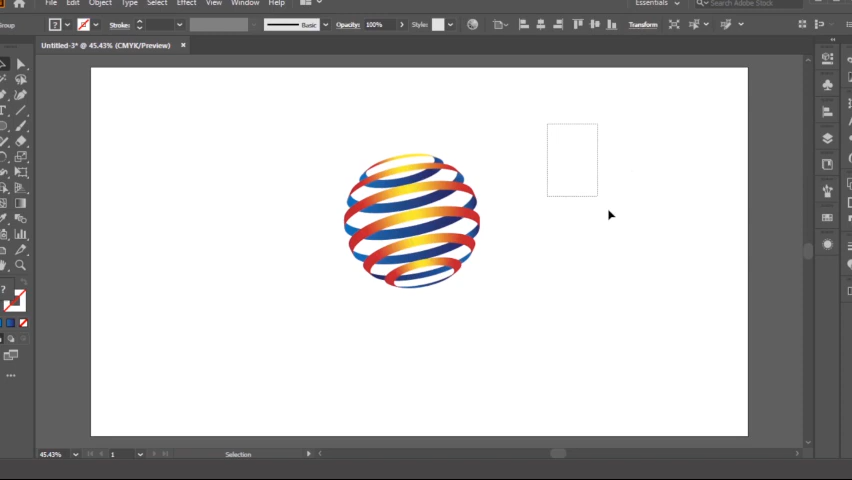 File Edit Object Type Select Effect View Window Help Essentials Search Adobe Stock
Group ? Stroke: Basic Opacity: 100% Style: Transform
Untitled-3* @ 45.43% (CMYK/Preview) ×
T
?
45.43% 1 Selection